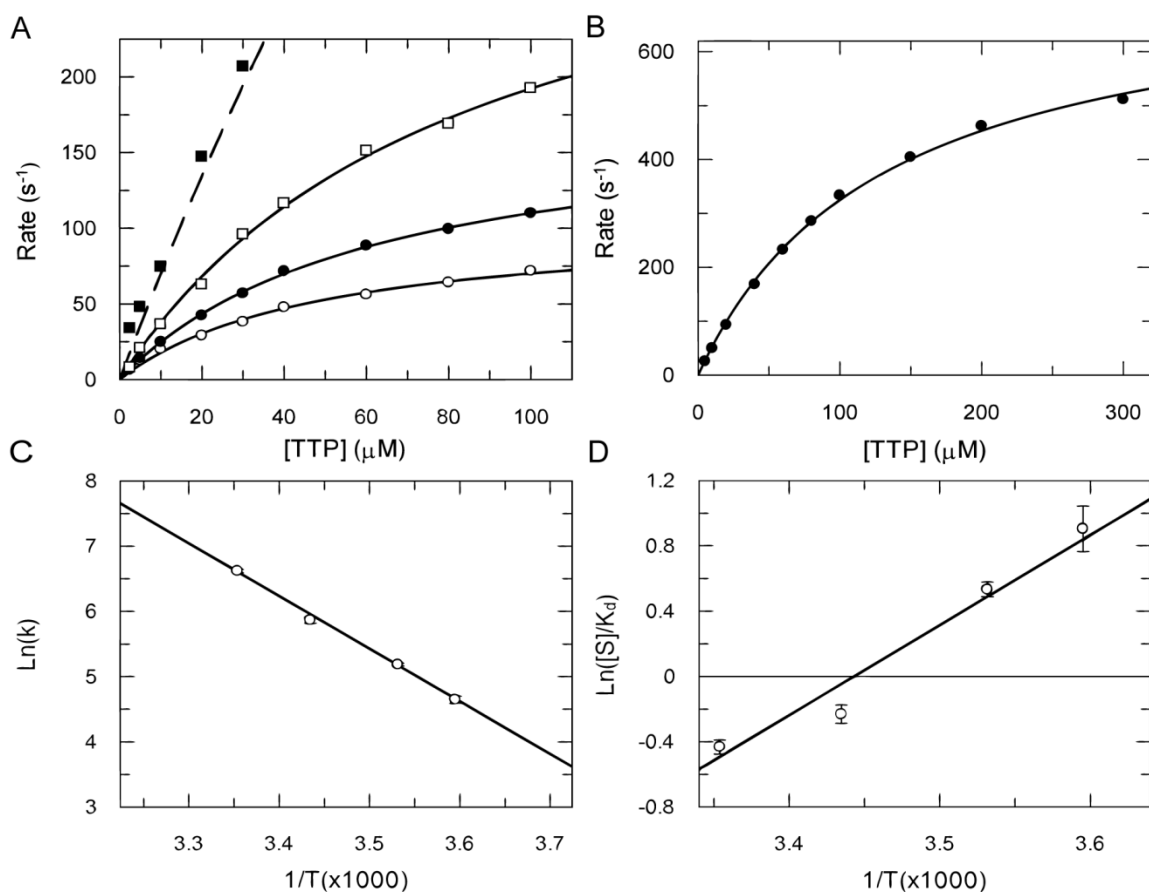 A
Rate (s⁻¹)
200
150
100
50
0
0 20 40 60 80 100
[TTP] (μM)
B
Rate (s⁻¹)
600
400
200
0
0 100 200 300
[TTP] (μM)
C
Ln(k)
8
7
6
5
4
3
3.3 3.4 3.5 3.6 3.7
1/T(x1000)
D
Ln([S]/K_d)
1.2
0.8
0.4
0
-0.4
-0.8
3.4 3.5 3.6
1/T(x1000)